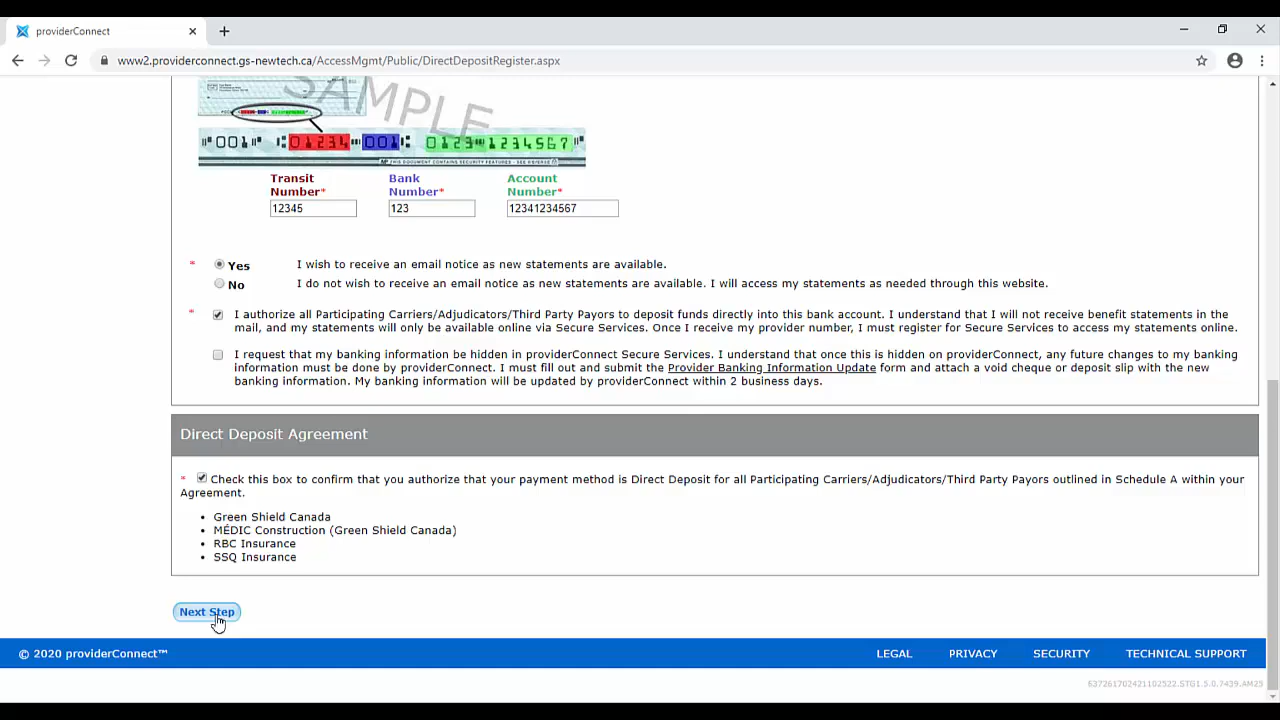 providerConnect
www2.providerconnect.gs-newtech.ca/AccessMgmt/Public/DirectDepositRegister.aspx
SAMPLE
001 01234 001 0123 1234567
Transit Number*
Bank Number*
Account Number*
12345
123
12341234567
* Yes I wish to receive an email notice as new statements are available.
No I do not wish to receive an email notice as new statements are available. I will access my statements as needed through this website.
* I authorize all Participating Carriers/Adjudicators/Third Party Payors to deposit funds directly into this bank account. I understand that I will not receive benefit statements in the
mail, and my statements will only be available online via Secure Services. Once I receive my provider number, I must register for Secure Services to access my statements online.
I request that my banking information be hidden in providerConnect Secure Services. I understand that once this is hidden on providerConnect, any future changes to my banking
information must be done by providerConnect. I must fill out and submit the Provider Banking Information Update form and attach a void cheque or deposit slip with the new
banking information. My banking information will be updated by providerConnect within 2 business days.
Direct Deposit Agreement
* Check this box to confirm that you authorize that your payment method is Direct Deposit for all Participating Carriers/Adjudicators/Third Party Payors outlined in Schedule A within your
Agreement.
• Green Shield Canada
• MÉDIC Construction (Green Shield Canada)
• RBC Insurance
• SSQ Insurance
Next Step
© 2020 providerConnect™
LEGAL PRIVACY SECURITY TECHNICAL SUPPORT
637261702421102522.STG1.5.0.7439.AM25